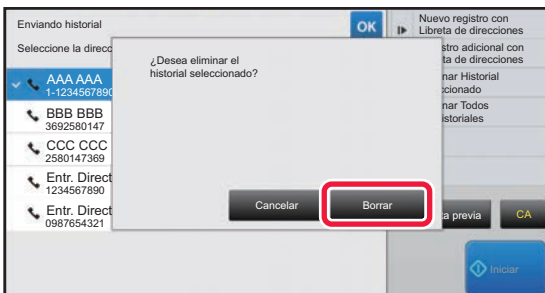 Enviando historial
OK
Nuevo registro con
Libreta de direcciones
Seleccione la direcc
stro adicional con
ta de direcciones
¿Desea eliminar el
historial seleccionado?
AAA AAA
1-1234567890
nar Historial
ccionado
BBB BBB
3692580147
nar Todos
istoriales
CCC CCC
2580147369
Entr. Direct
1234567890
Entr. Direct
0987654321
Cancelar
Borrar
ta previa
CA
Iniciar